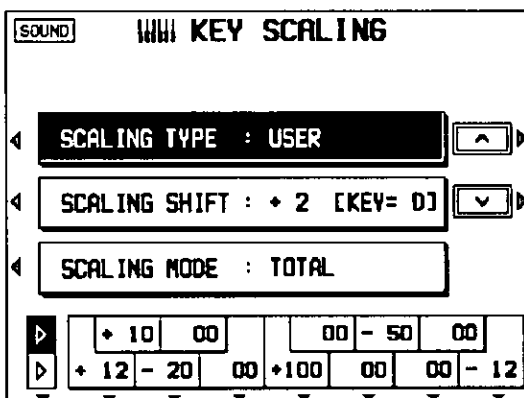 SOUND KEY SCALING
SCALING TYPE : USER
SCALING SHIFT : + 2 [KEY= D]
SCALING MODE : TOTAL
+ 10 00 00 - 50 00
+ 12 - 20 00 +100 00 00 - 12